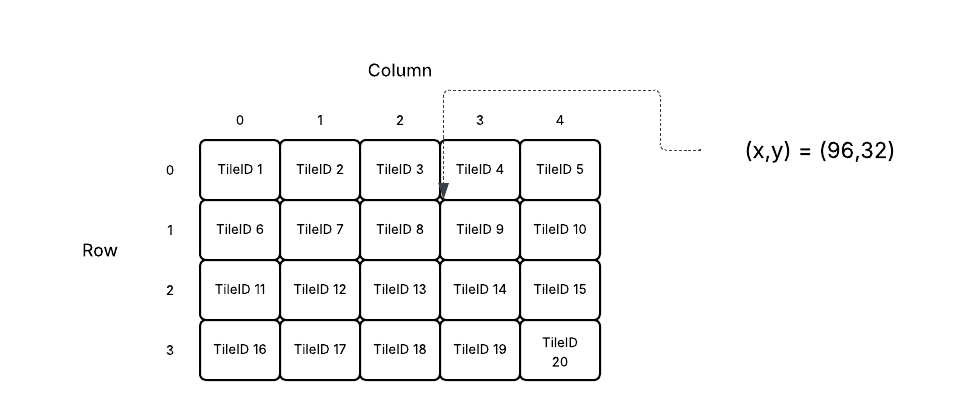 Column
0 1 2 3 4
(x,y) = (96,32)
0 TileID 1 TileID 2 TileID 3 TileID 4 TileID 5
1 TileID 6 TileID 7 TileID 8 TileID 9 TileID 10
Row
2 TileID 11 TileID 12 TileID 13 TileID 14 TileID 15
3 TileID 16 TileID 17 TileID 18 TileID 19 TileID
20